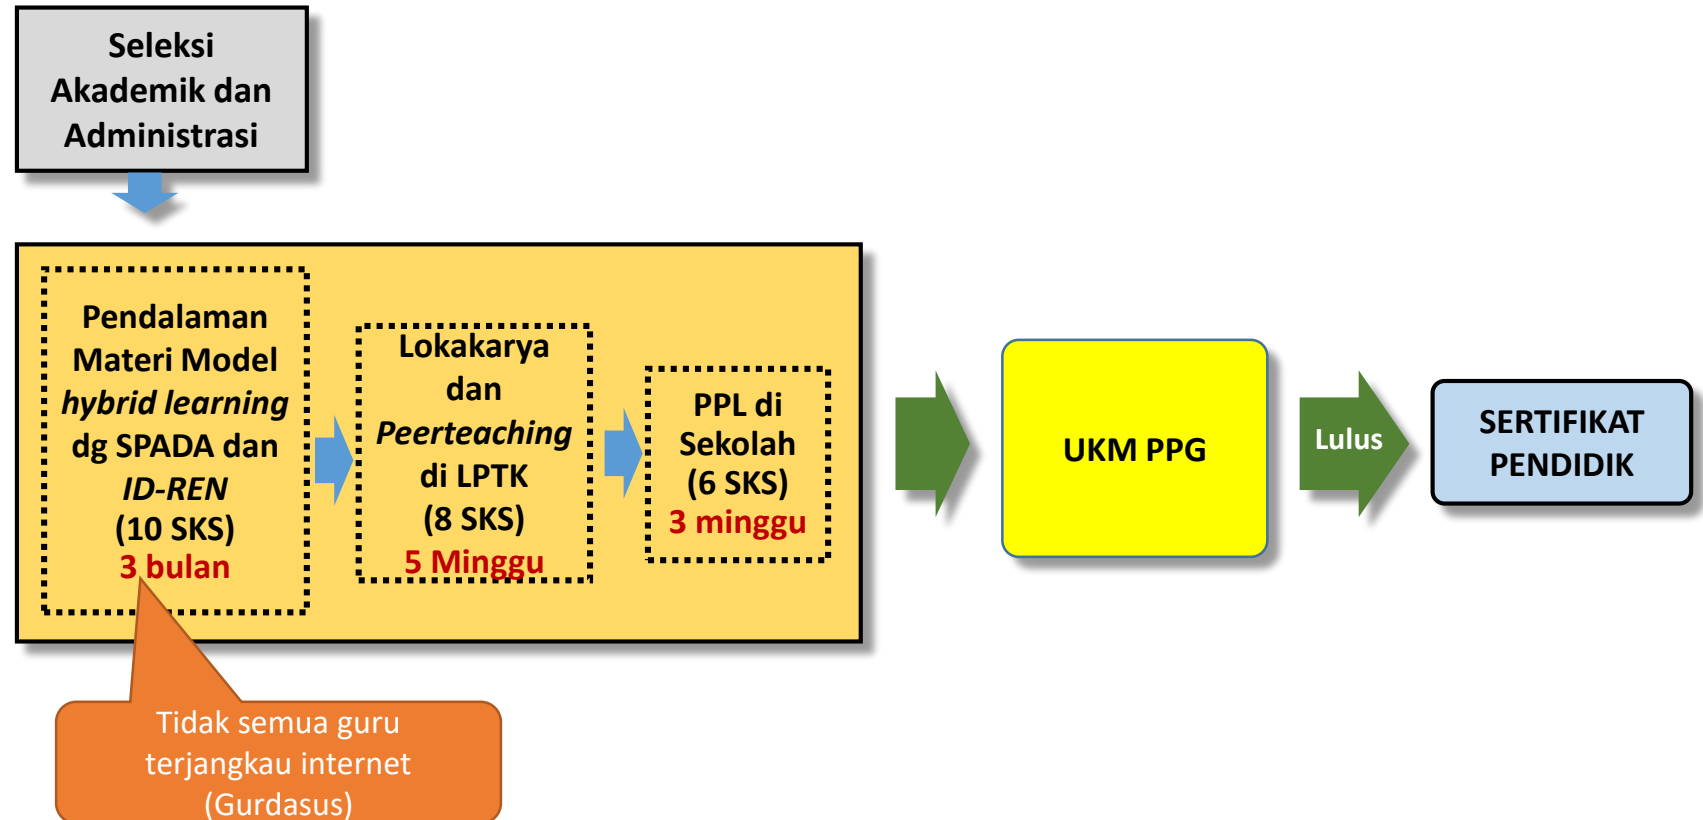 Seleksi
Akademik dan
Administrasi
Pendalaman
Materi Model
hybrid learning
dg SPADA dan
ID-REN
(10 SKS)
3 bulan
Lokakarya
dan
Peerteaching
di LPTK
(8 SKS)
5 Minggu
PPL di
Sekolah
(6 SKS)
3 minggu
UKM PPG
Lulus
SERTIFIKAT
PENDIDIK
Tidak semua guru
terjangkau internet
(Gurdasus)